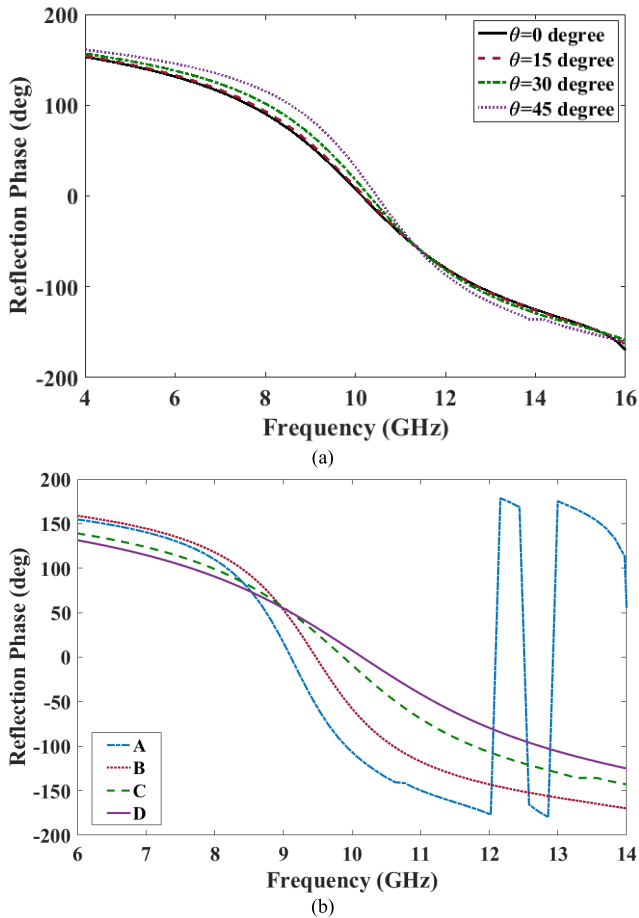 200
100
0
-100
-200
Reflection Phase (deg)
θ=0 degree
θ=15 degree
θ=30 degree
θ=45 degree
4 6 8 10 12 14 16
Frequency (GHz)
(a)
200
150
100
50
0
-50
-100
-150
-200
Reflection Phase (deg)
A
B
C
D
6 7 8 9 10 11 12 13 14
Frequency (GHz)
(b)